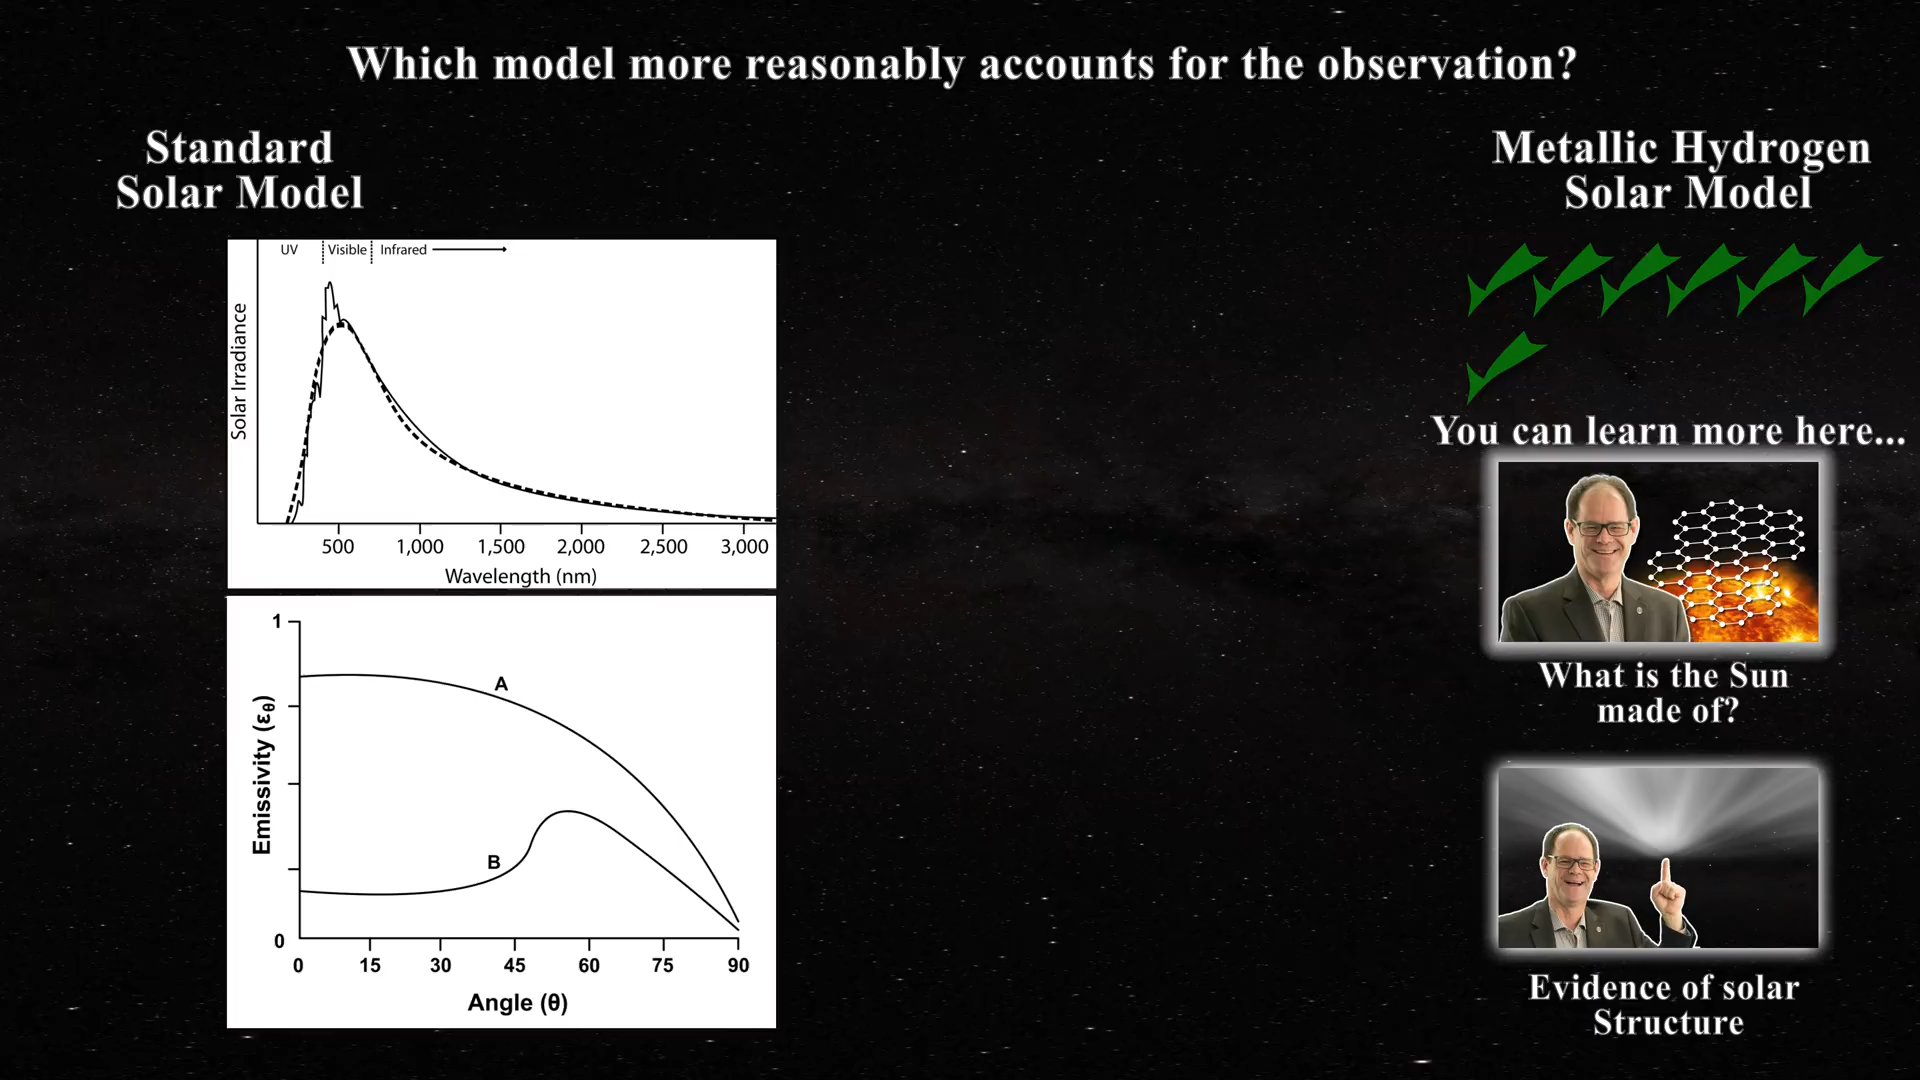 Which model more reasonably accounts for the observation?
Standard
Solar Model
Metallic Hydrogen
Solar Model
UV
Visible
Infrared
Solar Irradiance
500
1,000
1,500
2,000
2,500
3,000
Wavelength (nm)
1
A
Emissivity (εθ)
B
0
0
15
30
45
60
75
90
Angle (θ)
You can learn more here...
What is the Sun
made of?
Evidence of solar
Structure